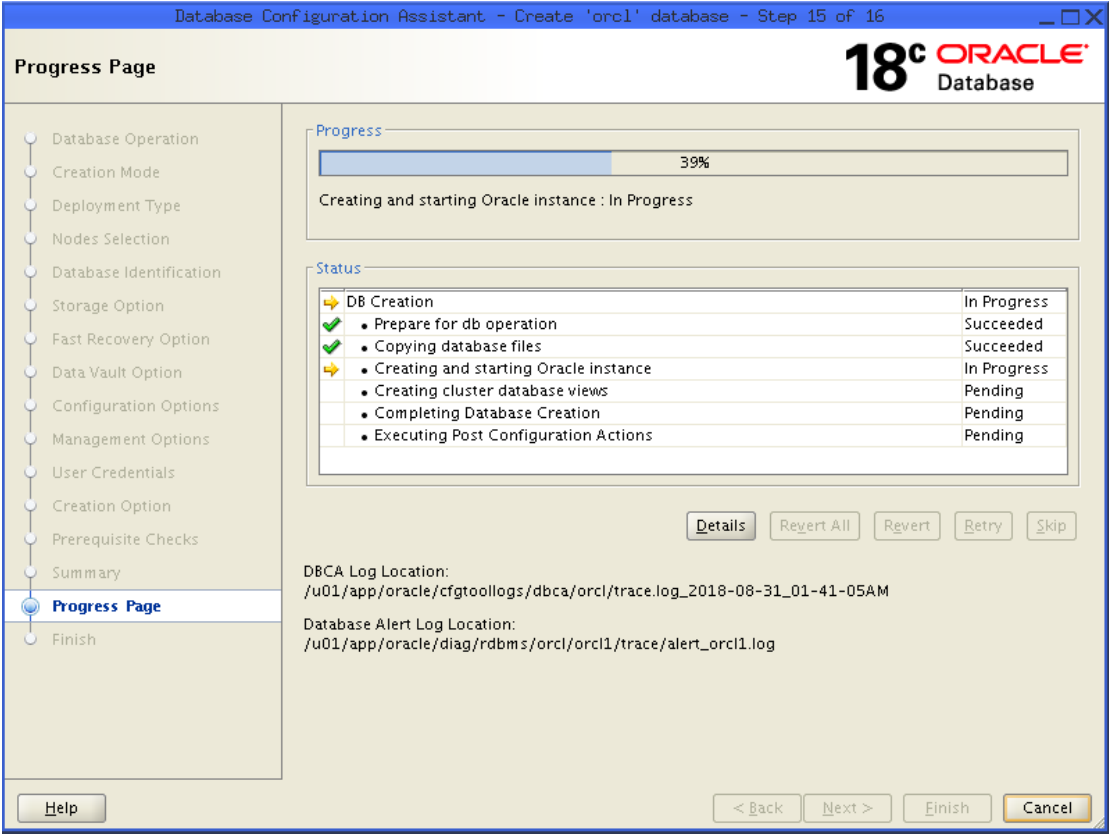 Database Configuration Assistant - Create 'orcl' database - Step 15 of 16
Progress Page
18c ORACLE
Database
Database Operation
Creation Mode
Deployment Type
Nodes Selection
Database Identification
Storage Option
Fast Recovery Option
Data Vault Option
Configuration Options
Management Options
User Credentials
Creation Option
Prerequisite Checks
Summary
Progress Page
Finish
Progress
39%
Creating and starting Oracle instance : In Progress
Status
DB Creation In Progress
• Prepare for db operation Succeeded
• Copying database files Succeeded
• Creating and starting Oracle instance In Progress
• Creating cluster database views Pending
• Completing Database Creation Pending
• Executing Post Configuration Actions Pending
Details Revert All Revert Retry Skip
DBCA Log Location:
/u01/app/oracle/cfgtoollogs/dbca/orcl/trace.log_2018-08-31_01-41-05AM
Database Alert Log Location:
/u01/app/oracle/diag/rdbms/orcl/orcl1/trace/alert_orcl1.log
Help < Back Next > Finish Cancel